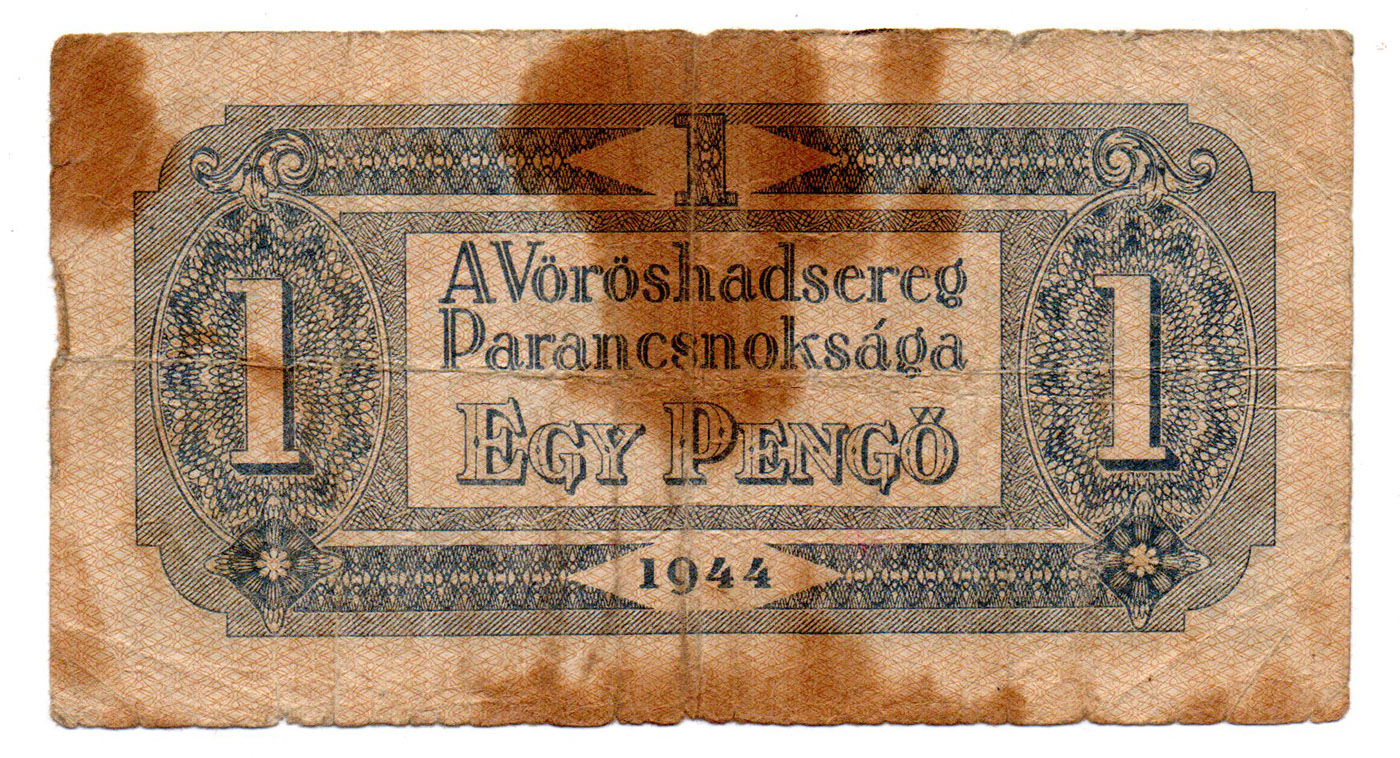 1
A Vöröshadsereg
Parancsnoksága
1 1
EGY PENGŐ
1944